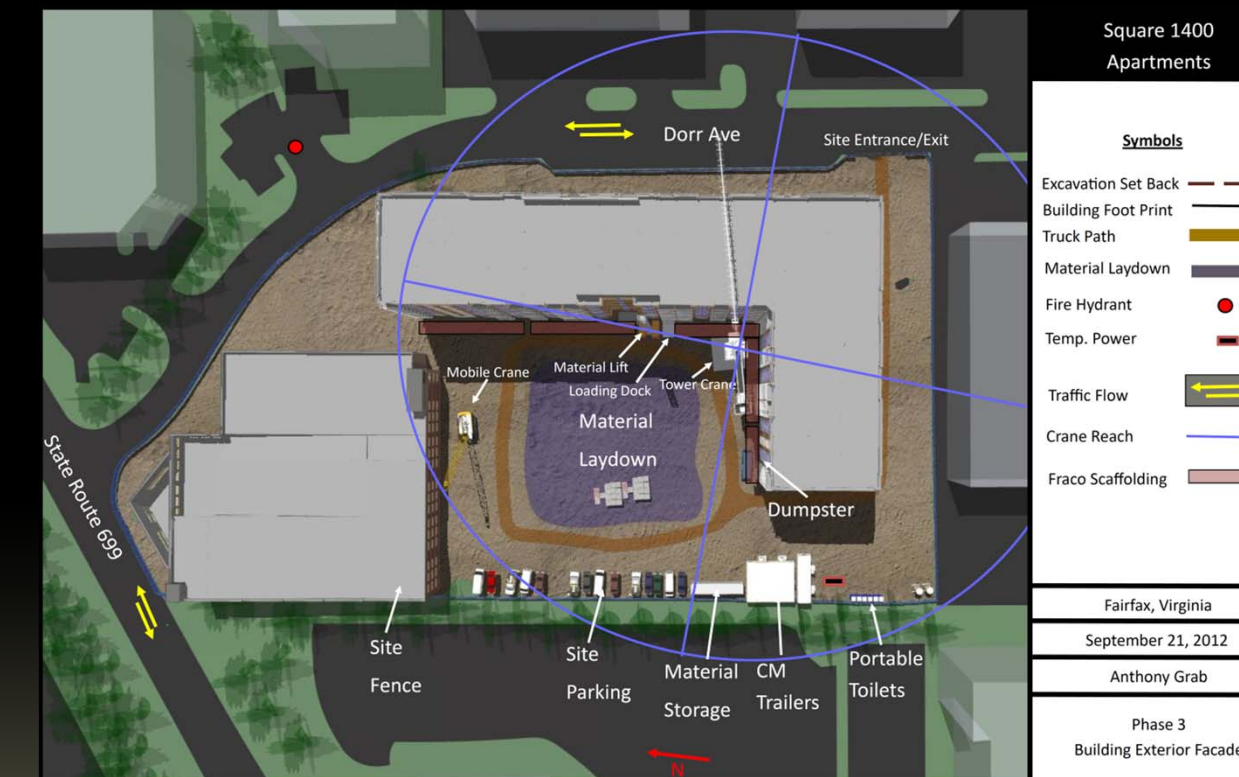 Square 1400
Apartments
Symbols
Excavation Set Back
Building Foot Print
Truck Path
Material Laydown
Fire Hydrant
Temp. Power
Traffic Flow
Crane Reach
Fraco Scaffolding
Fairfax, Virginia
September 21, 2012
Anthony Grab
Phase 3
Building Exterior Facade
Dorr Ave
Site Entrance/Exit
Mobile Crane
Material Lift
Loading Dock
Tower Crane
Material
Laydown
Dumpster
State Route 699
Site
Fence
Site
Parking
Material
Storage
CM
Trailers
Portable
Toilets
N